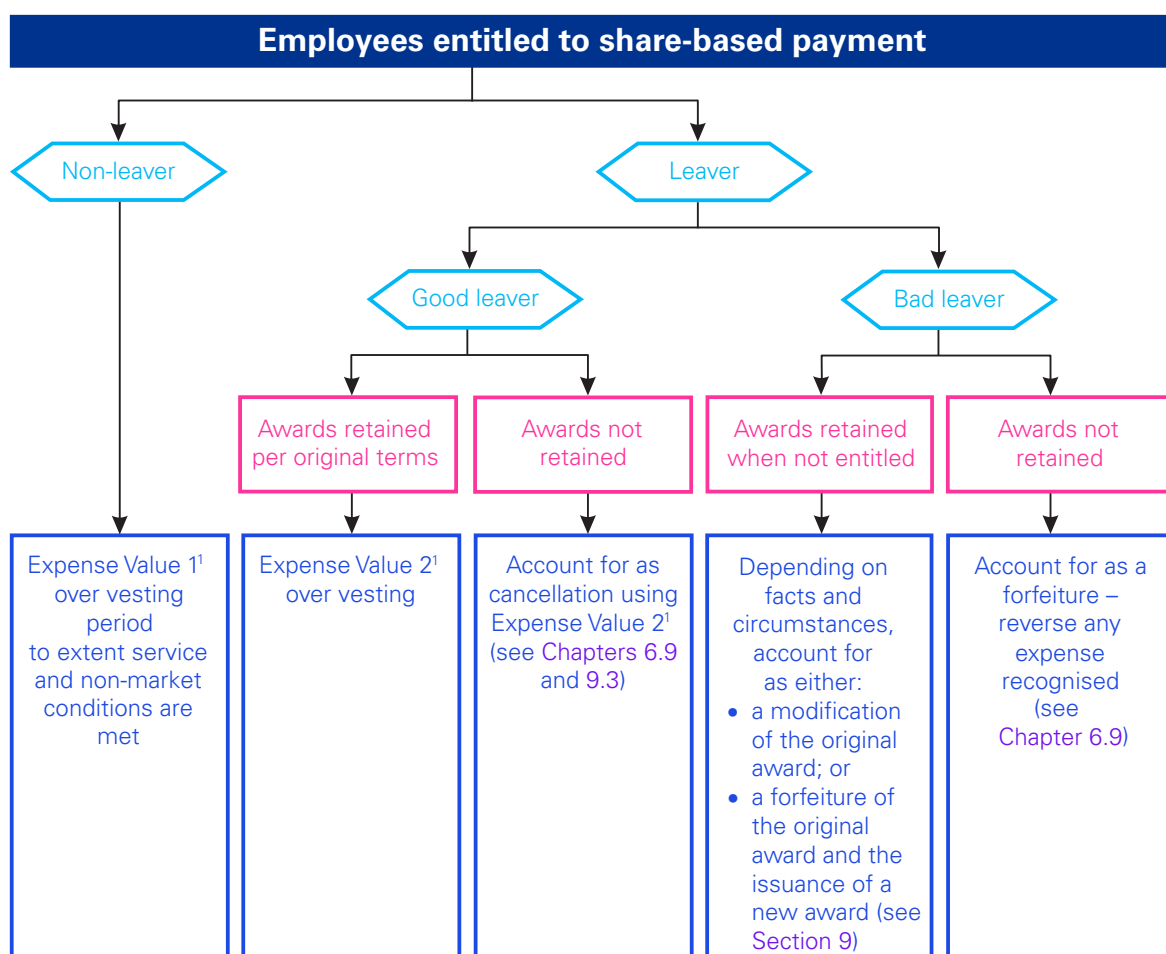 Employees entitled to share-based payment
Non-leaver
Leaver
Good leaver
Bad leaver
Awards retained
per original terms
Awards not
retained
Awards retained
when not entitled
Awards not
retained
Expense Value 1¹
over vesting
period
to extent service
and non-market
conditions are
met
Expense Value 2¹
over vesting
Account for as
cancellation using
Expense Value 2¹
(see Chapters 6.9
and 9.3)
Depending on
facts and
circumstances,
account for
as either:
• a modification
of the original
award; or
• a forfeiture of
the original
award and the
issuance of a
new award (see
Section 9)
Account for as a
forfeiture –
reverse any
expense
recognised
(see
Chapter 6.9)